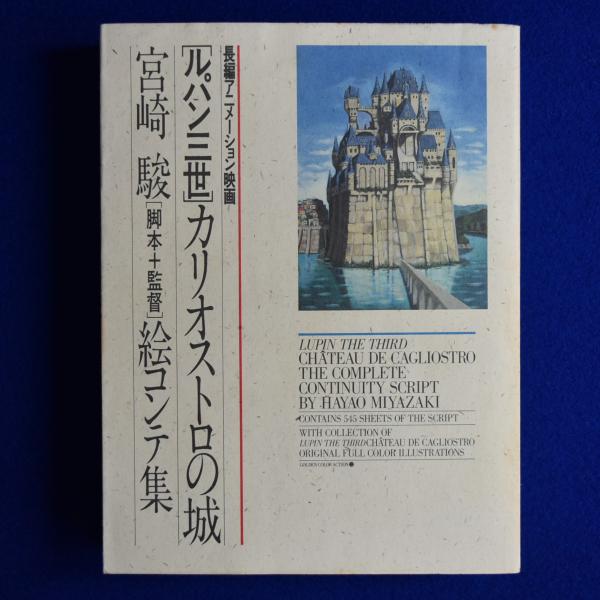 長編アニメーション映画
[ルパン三世]カリオストロの城
宮崎 駿[脚本+監督]絵コンテ集
LUPIN THE THIRD
CHÂTEAU DE CAGLIOSTRO
THE COMPLETE
CONTINUITY SCRIPT
BY HAYAO MIYAZAKI
CONTAINS 545 SHEETS OF THE SCRIPT
WITH COLLECTION OF
LUPIN THE THIRD CHÂTEAU DE CAGLIOSTRO
ORIGINAL FULL COLOR ILLUSTRATIONS
GOLDEN COLOR ACTION